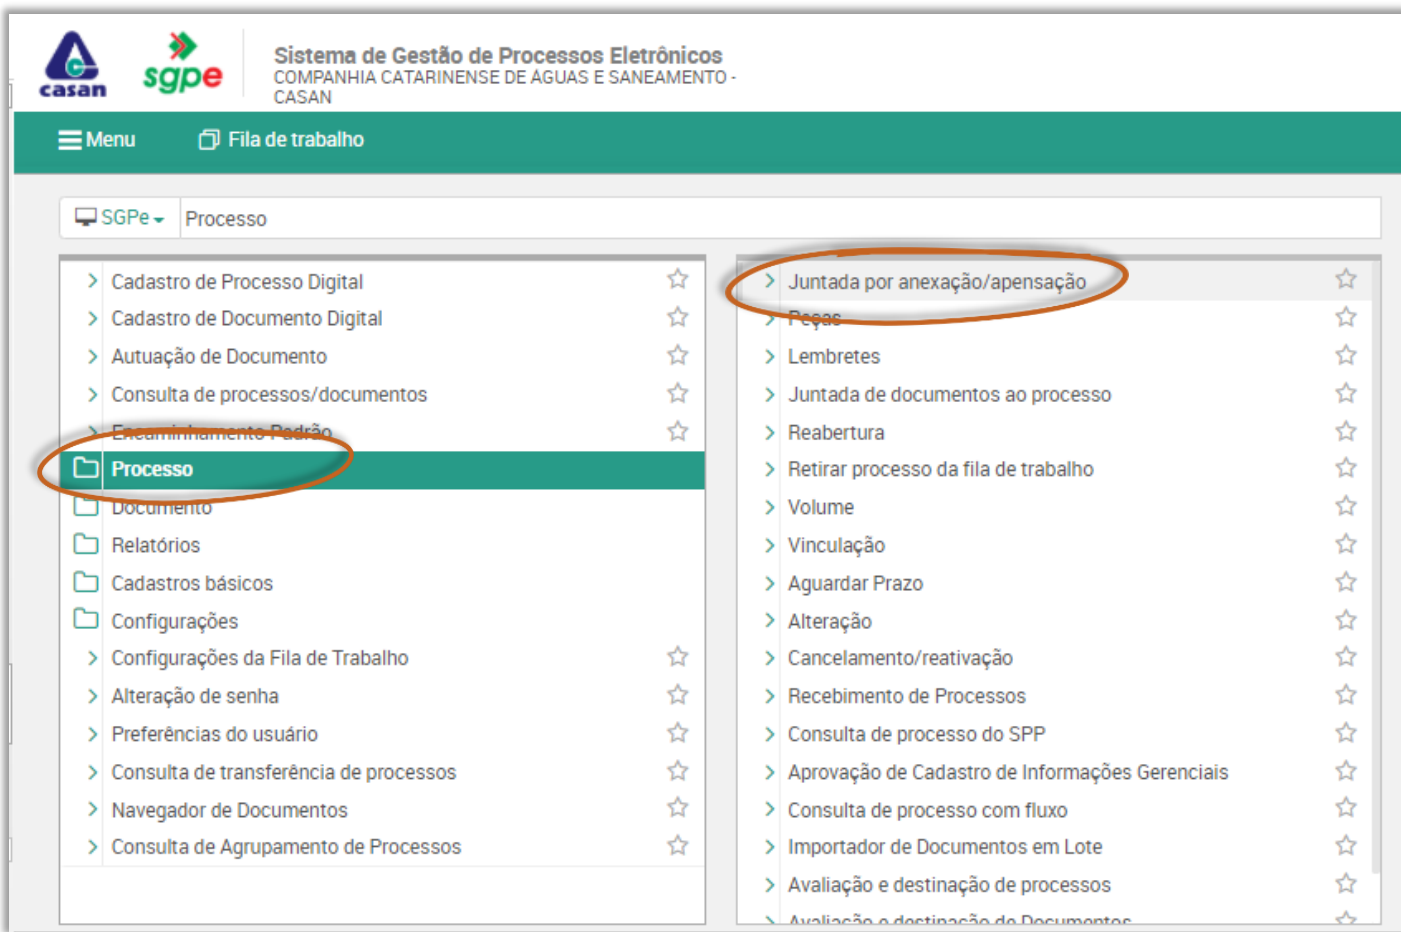 casan
sgpe
Sistema de Gestão de Processos Eletrônicos
COMPANHIA CATARINENSE DE AGUAS E SANEAMENTO -
CASAN
Menu
Fila de trabalho
SGPe
Processo
Cadastro de Processo Digital
Cadastro de Documento Digital
Autuação de Documento
Consulta de processos/documentos
Encaminhamento Padrão
Processo
Documento
Relatórios
Cadastros básicos
Configurações
Configurações da Fila de Trabalho
Alteração de senha
Preferências do usuário
Consulta de transferência de processos
Navegador de Documentos
Consulta de Agrupamento de Processos
Juntada por anexação/apensação
Peças
Lembretes
Juntada de documentos ao processo
Reabertura
Retirar processo da fila de trabalho
Volume
Vinculação
Aguardar Prazo
Alteração
Cancelamento/reativação
Recebimento de Processos
Consulta de processo do SPP
Aprovação de Cadastro de Informações Gerenciais
Consulta de processo com fluxo
Importador de Documentos em Lote
Avaliação e destinação de processos
Avaliação e destinação de Documentos